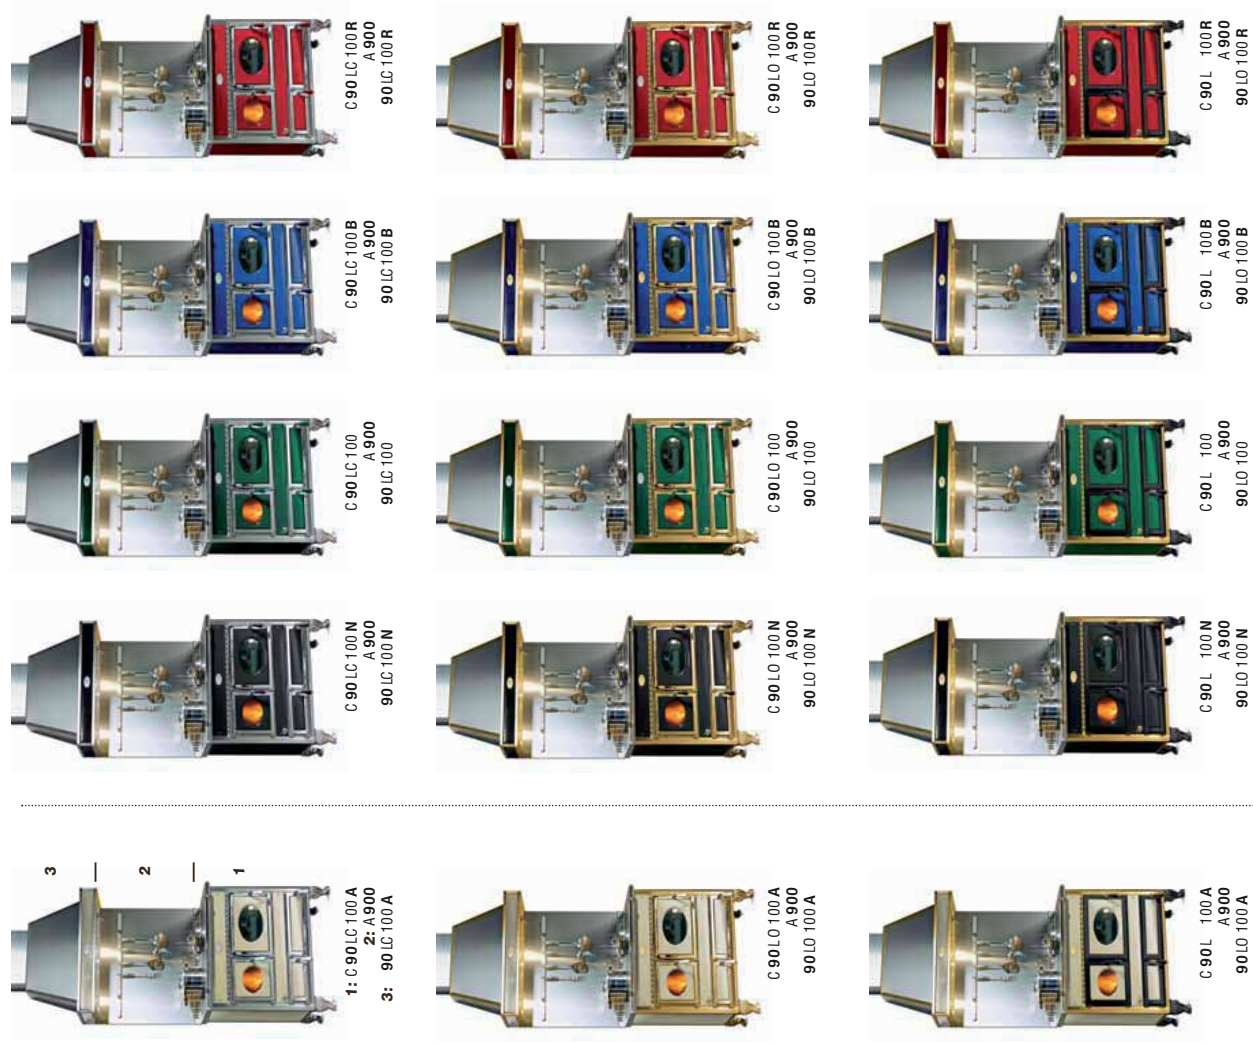 3
2
1
1: C 90 LC 100 A
2: A 900
3: 90 LC 100 A
C 90 LC 100 N
A 900
90 LC 100 N
C 90 LC 100
A 900
90 LC 100
C 90 LC 100 B
A 900
90 LC 100 B
C 90 LC 100 R
A 900
90 LC 100 R
C 90 LO 100 A
A 900
90 LO 100 A
C 90 LO 100 N
A 900
90 LO 100 N
C 90 LO 100
A 900
90 LO 100
C 90 LO 100 B
A 900
90 LO 100 B
C 90 LO 100 R
A 900
90 LO 100 R
C 90 L 100 A
A 900
90 LO 100 A
C 90 L 100 N
A 900
90 LO 100 N
C 90 L 100
A 900
90 LO 100
C 90 L 100 B
A 900
90 LO 100 B
C 90 L 100 R
A 900
90 LO 100 R